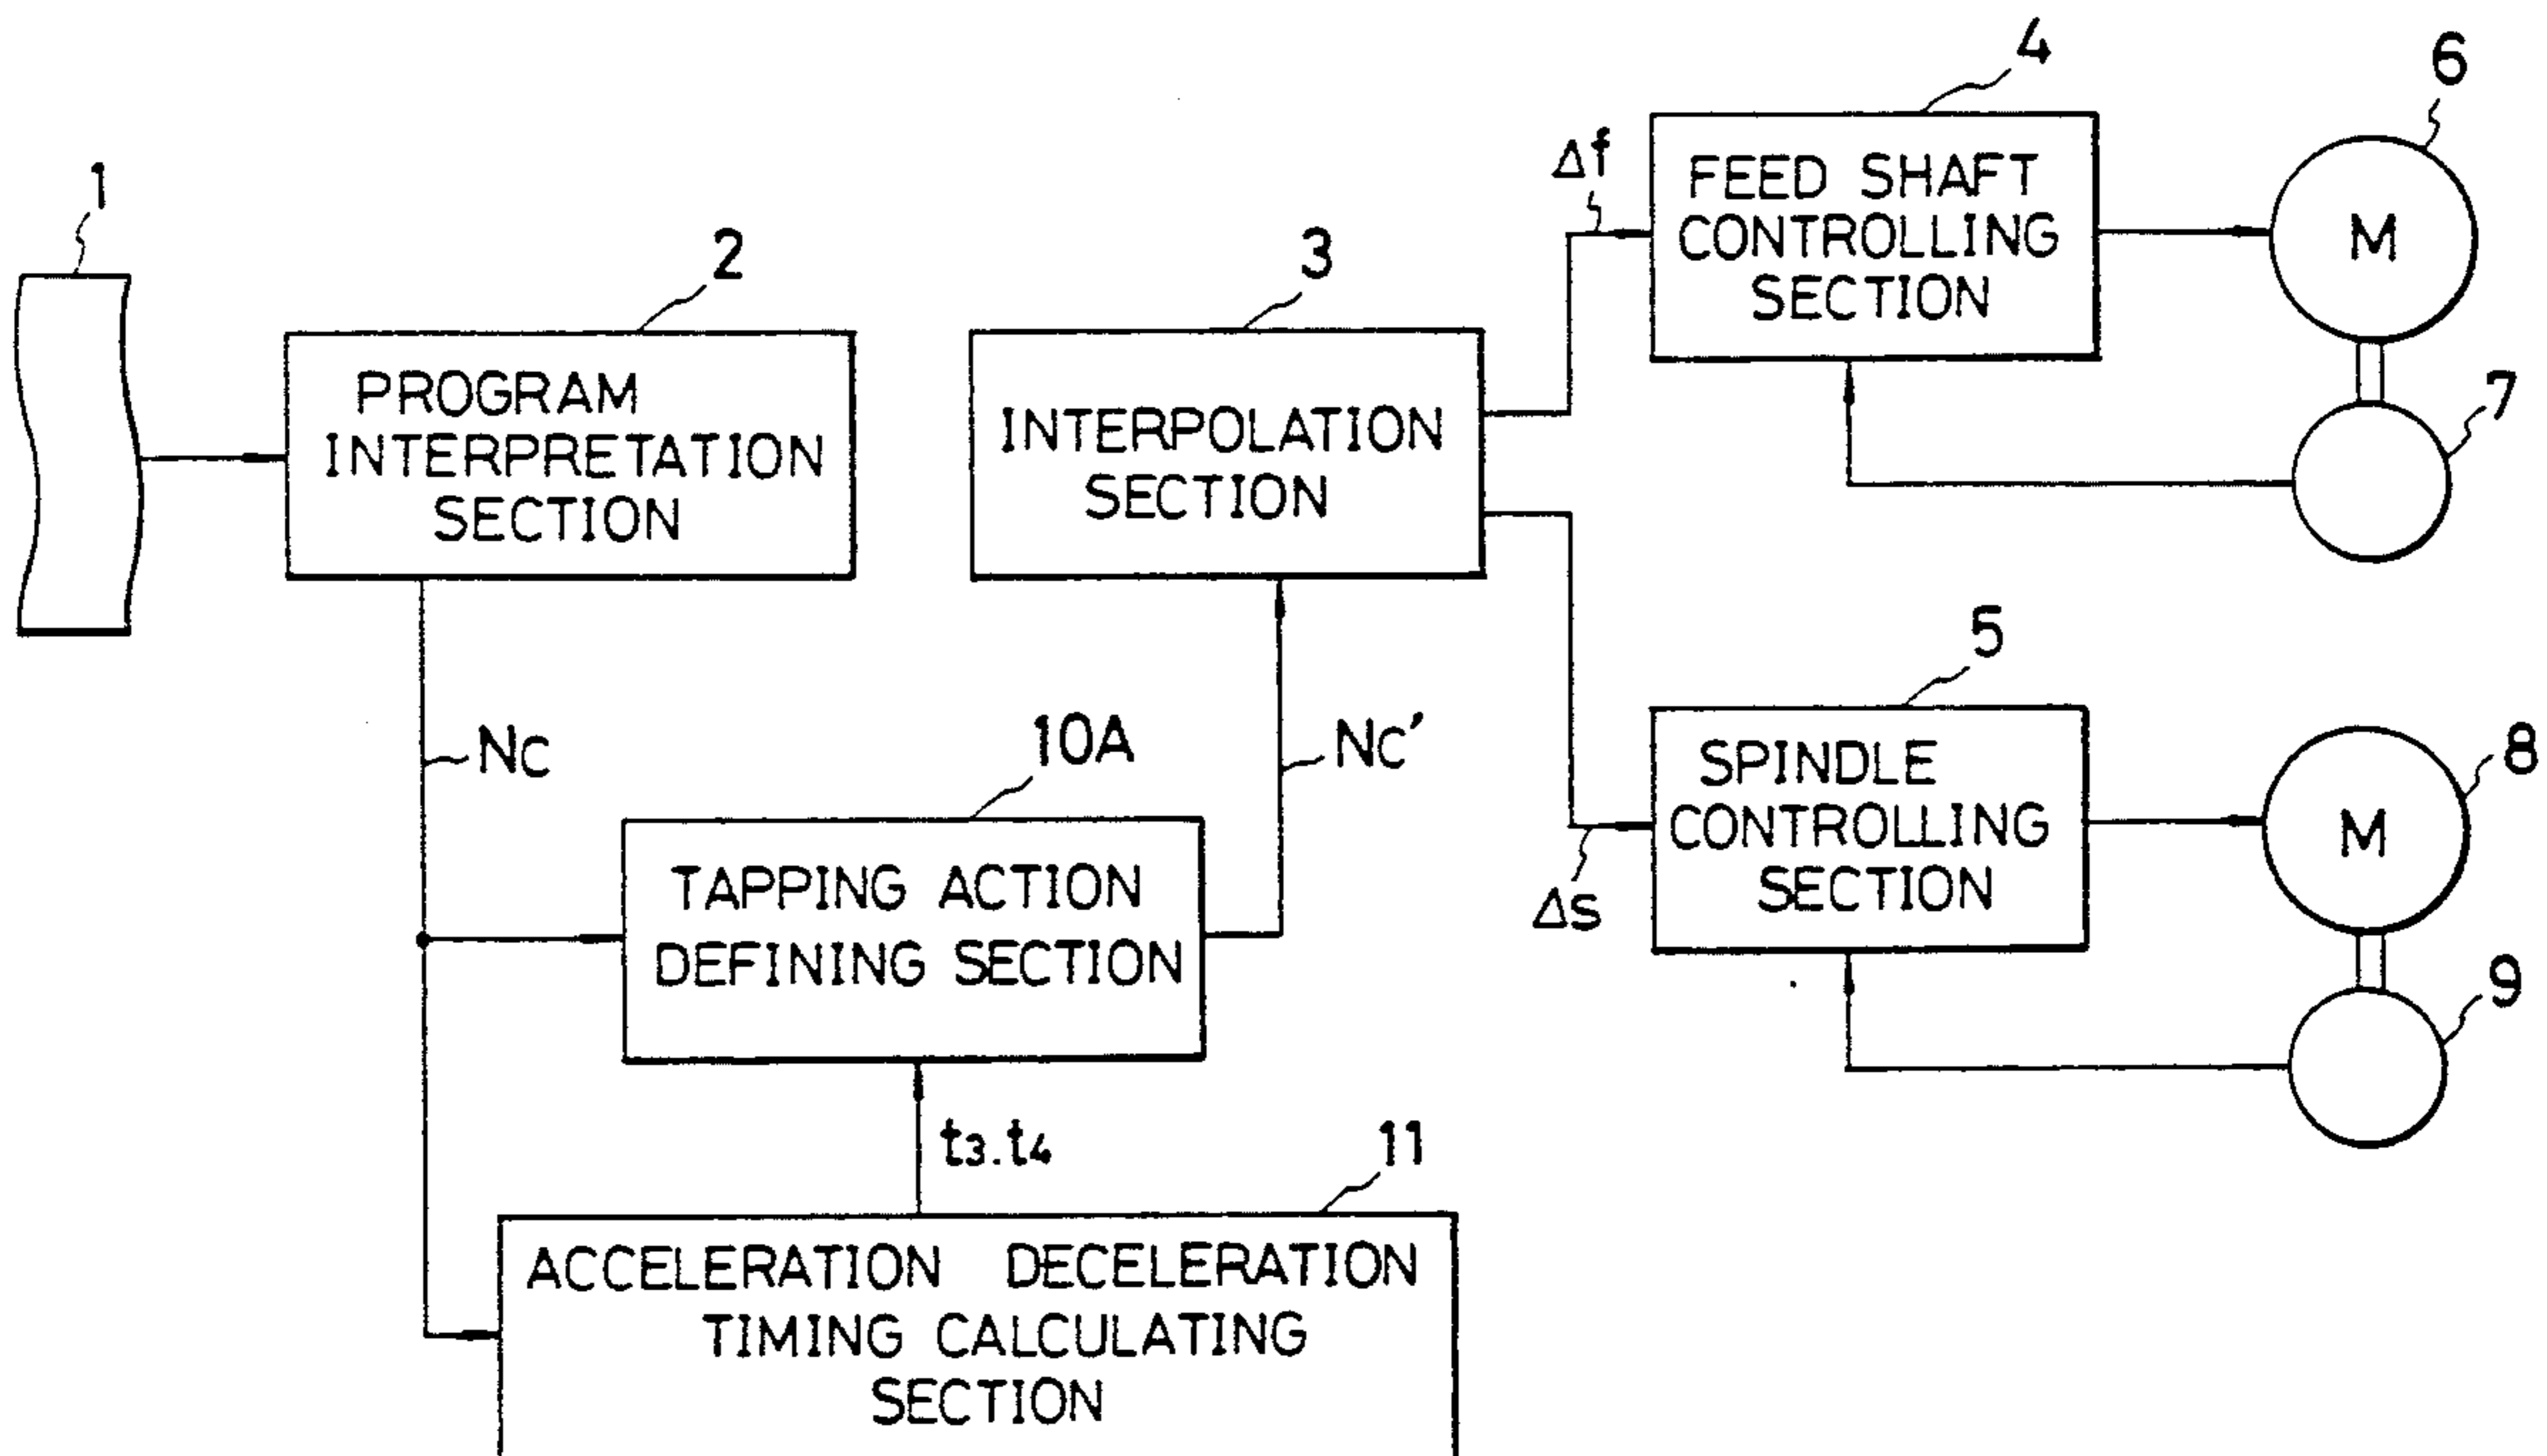 1
2
PROGRAM
INTERPRETATION
SECTION
3
INTERPOLATION
SECTION
4
Δf
FEED SHAFT
CONTROLLING
SECTION
6
M
7
5
Δs
SPINDLE
CONTROLLING
SECTION
8
M
9
Nc
10A
Nc'
TAPPING ACTION
DEFINING SECTION
t3.t4
11
ACCELERATION DECELERATION
TIMING CALCULATING
SECTION